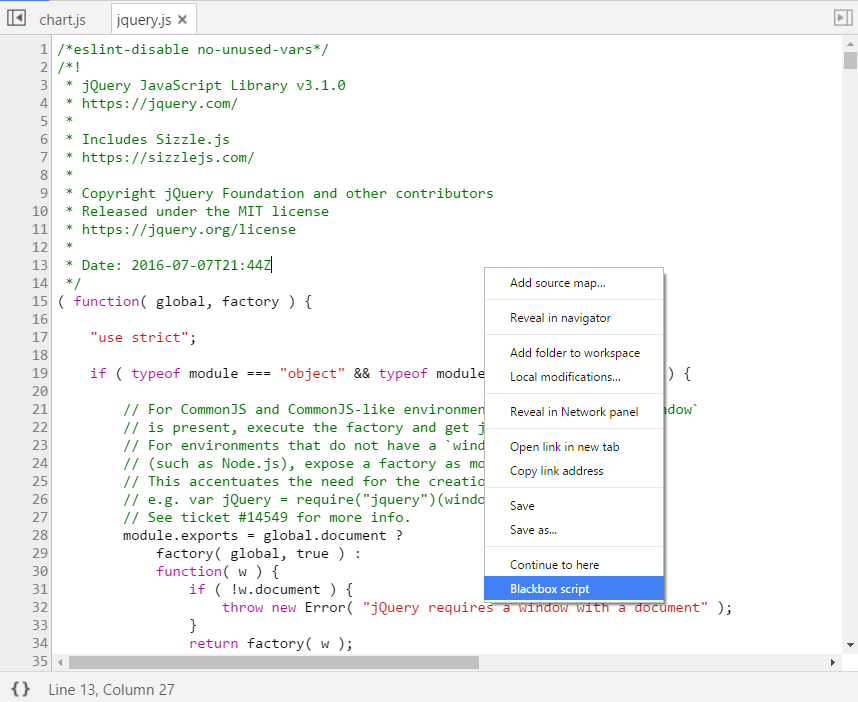 chart.js jquery.js ×
1 /*eslint-disable no-unused-vars*/
2 /*!
3 * jQuery JavaScript Library v3.1.0
4 * https://jquery.com/
5 *
6 * Includes Sizzle.js
7 * https://sizzlejs.com/
8 *
9 * Copyright jQuery Foundation and other contributors
10 * Released under the MIT license
11 * https://jquery.org/license
12 *
13 * Date: 2016-07-07T21:44Z
14 */
15 ( function( global, factory ) {
16
17 "use strict";
18
19 if ( typeof module === "object" && typeof module ) {
20
21 // For CommonJS and CommonJS-like environmen ndow`
22 // is present, execute the factory and get j
23 // For environments that do not have a `wind
24 // (such as Node.js), expose a factory as mo
25 // This accentuates the need for the creatio
26 // e.g. var jQuery = require("jquery")(windo
27 // See ticket #14549 for more info.
28 module.exports = global.document ?
29 factory( global, true ) :
30 function( w ) {
31 if ( !w.document ) {
32 throw new Error( "jQuery requires a window with a document" );
33 }
34 return factory( w );
35
Add source map...
Reveal in navigator
Add folder to workspace
Local modifications...
Reveal in Network panel
Open link in new tab
Copy link address
Save
Save as...
Continue to here
Blackbox script
{} Line 13, Column 27